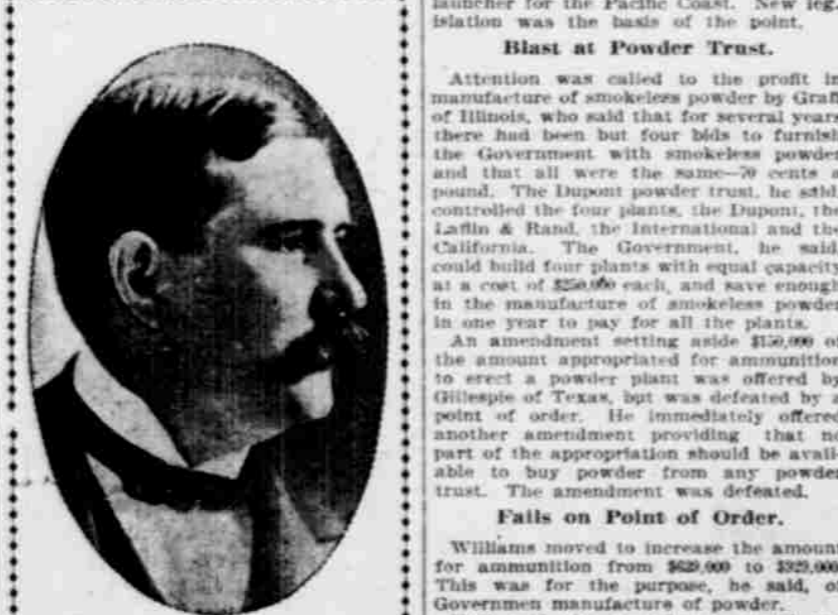 launcher for the Pacific Coast. New leg-
islation was the basis of the point.
Blast at Powder Trust.
Attention was called to the profit in
manufacture of smokeless powder by Graff
of Illinois, who said that for several years
there had been but four bids to furnish
the Government with smokeless powder
and that all were the same—70 cents a
pound. The Dupont powder trust, he said
controlled the four plants, the Dupont, the
Laflin & Rand, the International and the
California. The Government, he said
could build four plants with equal capacity
at a cost of each, and save enough
in the manufacture of smokeless powder
in one year to pay for all the plants.
An amendment setting aside $150,000 of
the amount appropriated for ammunition
to erect a powder plant was offered by
Gillespie of Texas, but was defeated by a
point of order. He immediately offered
another amendment providing that no
part of the appropriation should be avail-
able to buy powder from any powder
trust. The amendment was defeated.
Fails on Point of Order.
Williams moved to increase the amount
for ammunition from to
This was for the purpose, he said, of
Governmen manufacture of powder.